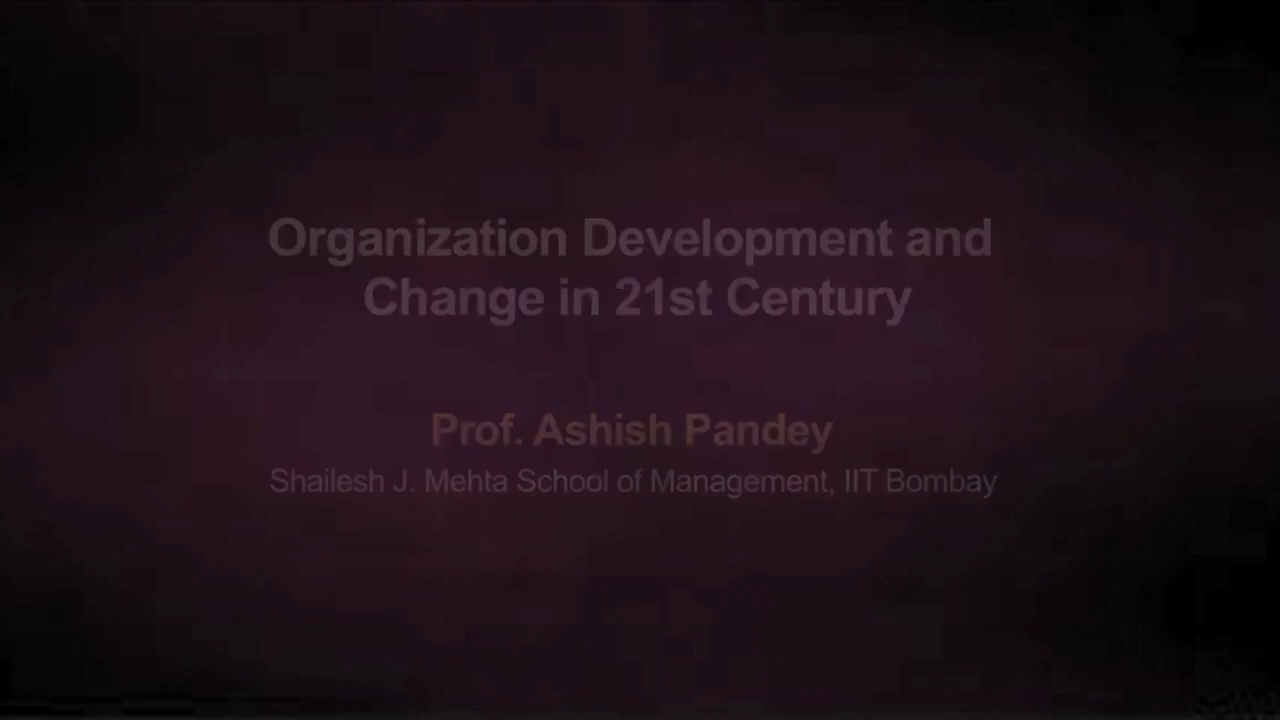 Organization Development and
Change in 21st Century
Prof. Ashish Pandey
Shailesh J. Mehta School of Management, IIT Bombay